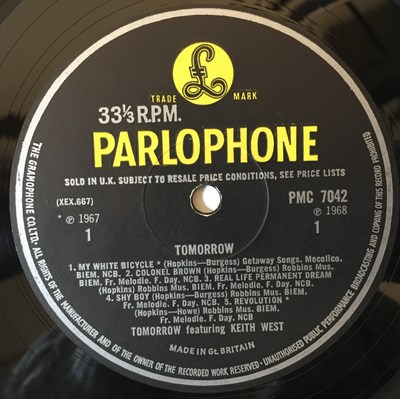 £
TRADE MARK
33⅓ R.P.M.
PARLOPHONE
SOLD IN U.K. SUBJECT TO RESALE PRICE CONDITIONS, SEE PRICE LISTS
(XEX.667) PMC 7042
* ℗ 1967 ℗ 1968
1 1
TOMORROW
1. MY WHITE BICYCLE * (Hopkins—Burgess) Getaway Songs, Mecolico.
BIEM. NCB. 2. COLONEL BROWN (Hopkins—Burgess) Robbins Mus.
BIEM. Fr. Melodie. F. Day. NCB. 3. REAL LIFE PERMANENT DREAM
(Hopkins) Robbins Mus. BIEM. Fr. Melodie. F. Day. NCB.
4. SHY BOY (Hopkins—Burgess) Robbins Mus. BIEM.
Fr. Melodie. F. Day. NCB 5. REVOLUTION *
(Hopkins—Howe) Robbins Mus. BIEM.
Fr. Melodie. F. Day. NCB.
TOMORROW featuring KEITH WEST
MADE IN Gt. BRITAIN
THE GRAMOPHONE CO. LTD. ALL RIGHTS OF THE MANUFACTURER AND OF THE OWNER OF THE RECORDED WORK RESERVED · UNAUTHORISED PUBLIC PERFORMANCE BROADCASTING AND COPYING OF THIS RECORD PROHIBITED